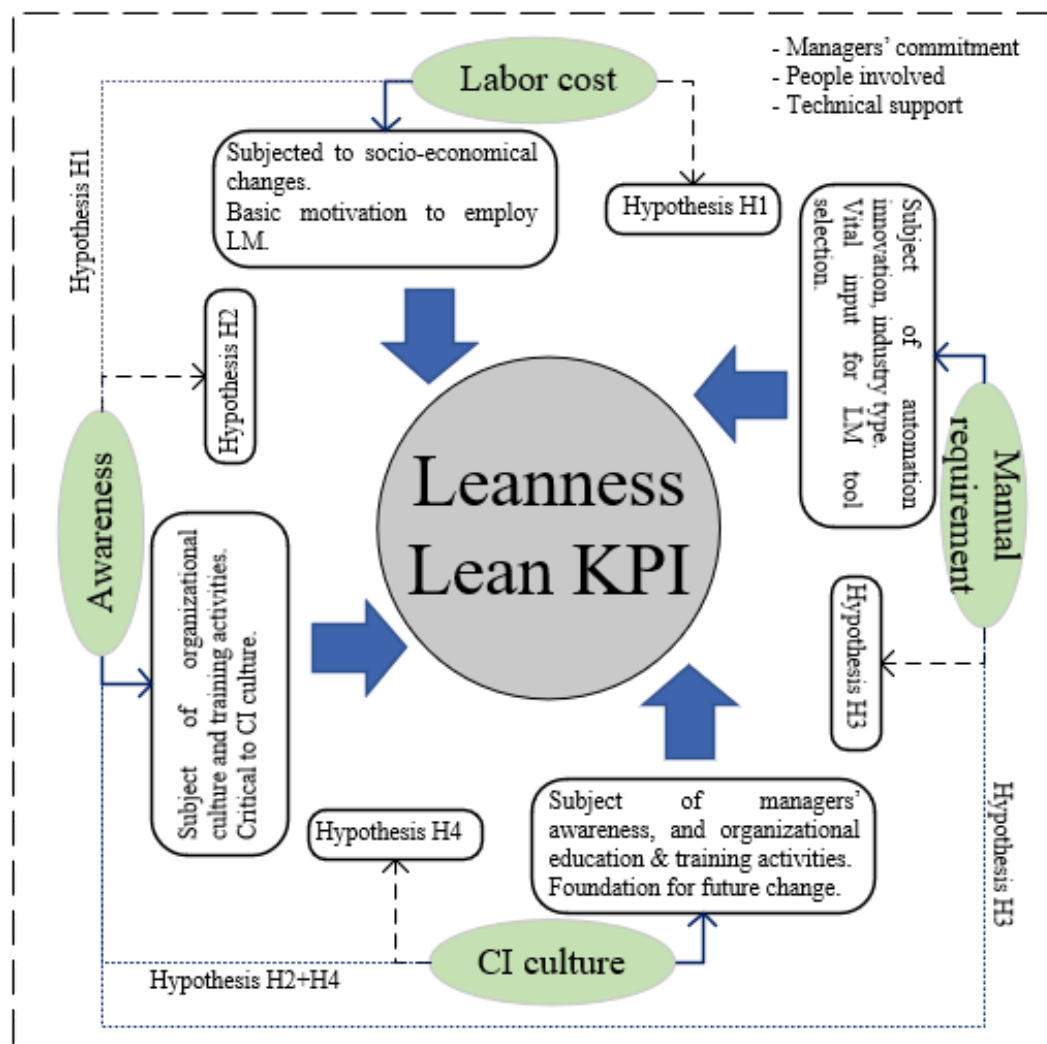 Labor cost
- Managers' commitment
- People involved
- Technical support
Subjected to socio-economical
changes.
Basic motivation to employ
LM.
Hypothesis H1
Hypothesis H1
Subject of automation
innovation, industry type.
Vital input for LM tool
selection.
Manual
requirement
Hypothesis H2
Awareness
Leanness
Lean KPI
Subject of organizational
culture and training activities.
Critical to CI culture.
Hypothesis H3
Hypothesis H3
Hypothesis H4
Subject of managers'
awareness, and organizational
education & training activities.
Foundation for future change.
CI culture
Hypothesis H2+H4